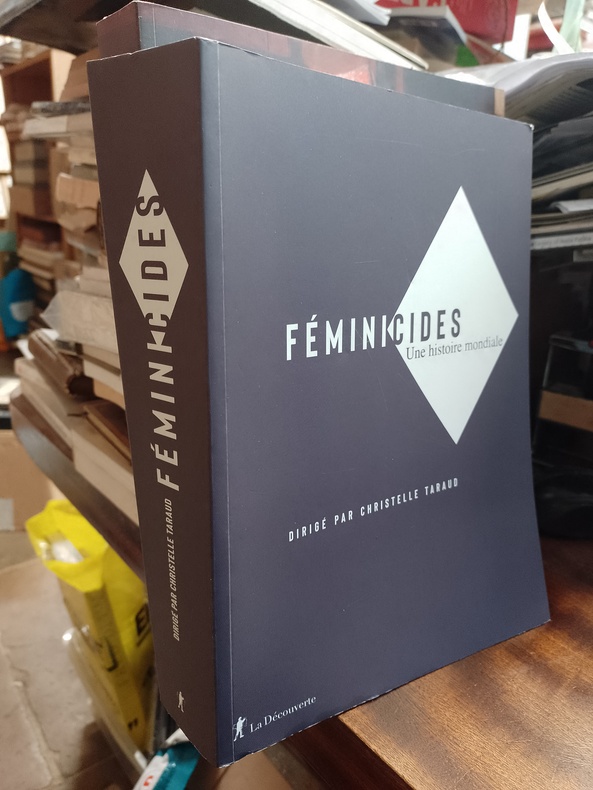 FÉMINICIDES
Une histoire mondiale
DIRIGÉ PAR CHRISTELLE TARAUD
La Découverte
FÉMINICIDES
DIRIGÉ PAR CHRISTELLE TARAUD